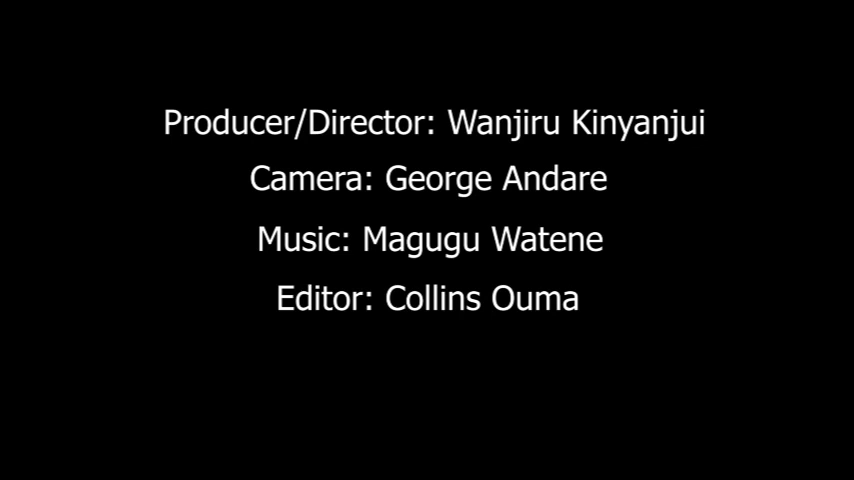 Producer/Director: Wanjiru Kinyanjui
Camera: George Andare
Music: Magugu Watene
Editor: Collins Ouma